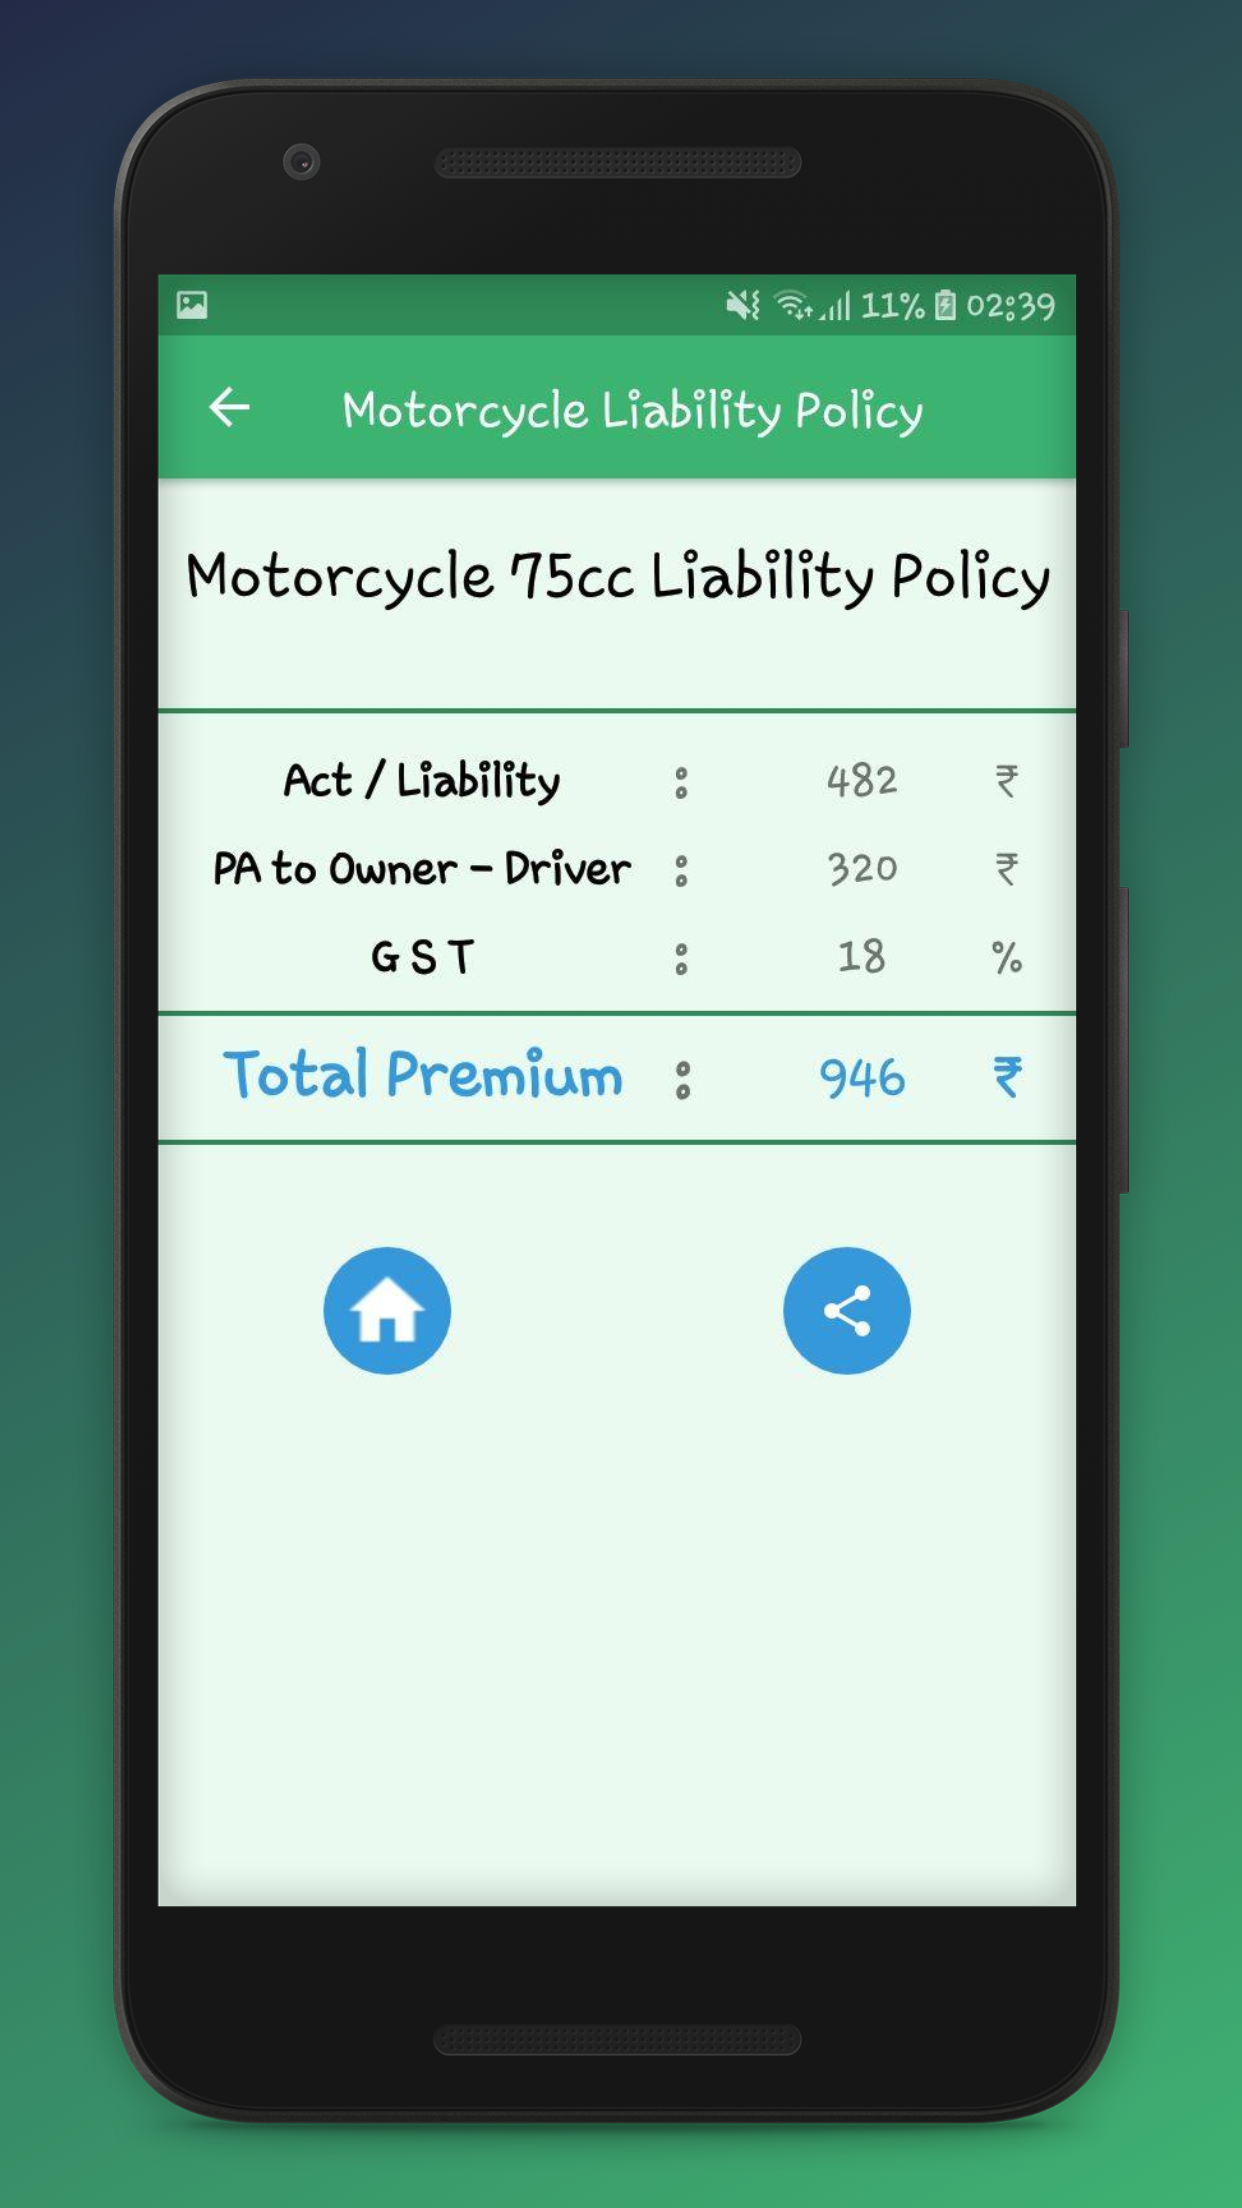 11% 02:39
Motorcycle Liability Policy
Motorcycle 75cc Liability Policy
Act / Liability : 482 ₹
PA to Owner - Driver : 320 ₹
G S T : 18 %
Total Premium : 946 ₹